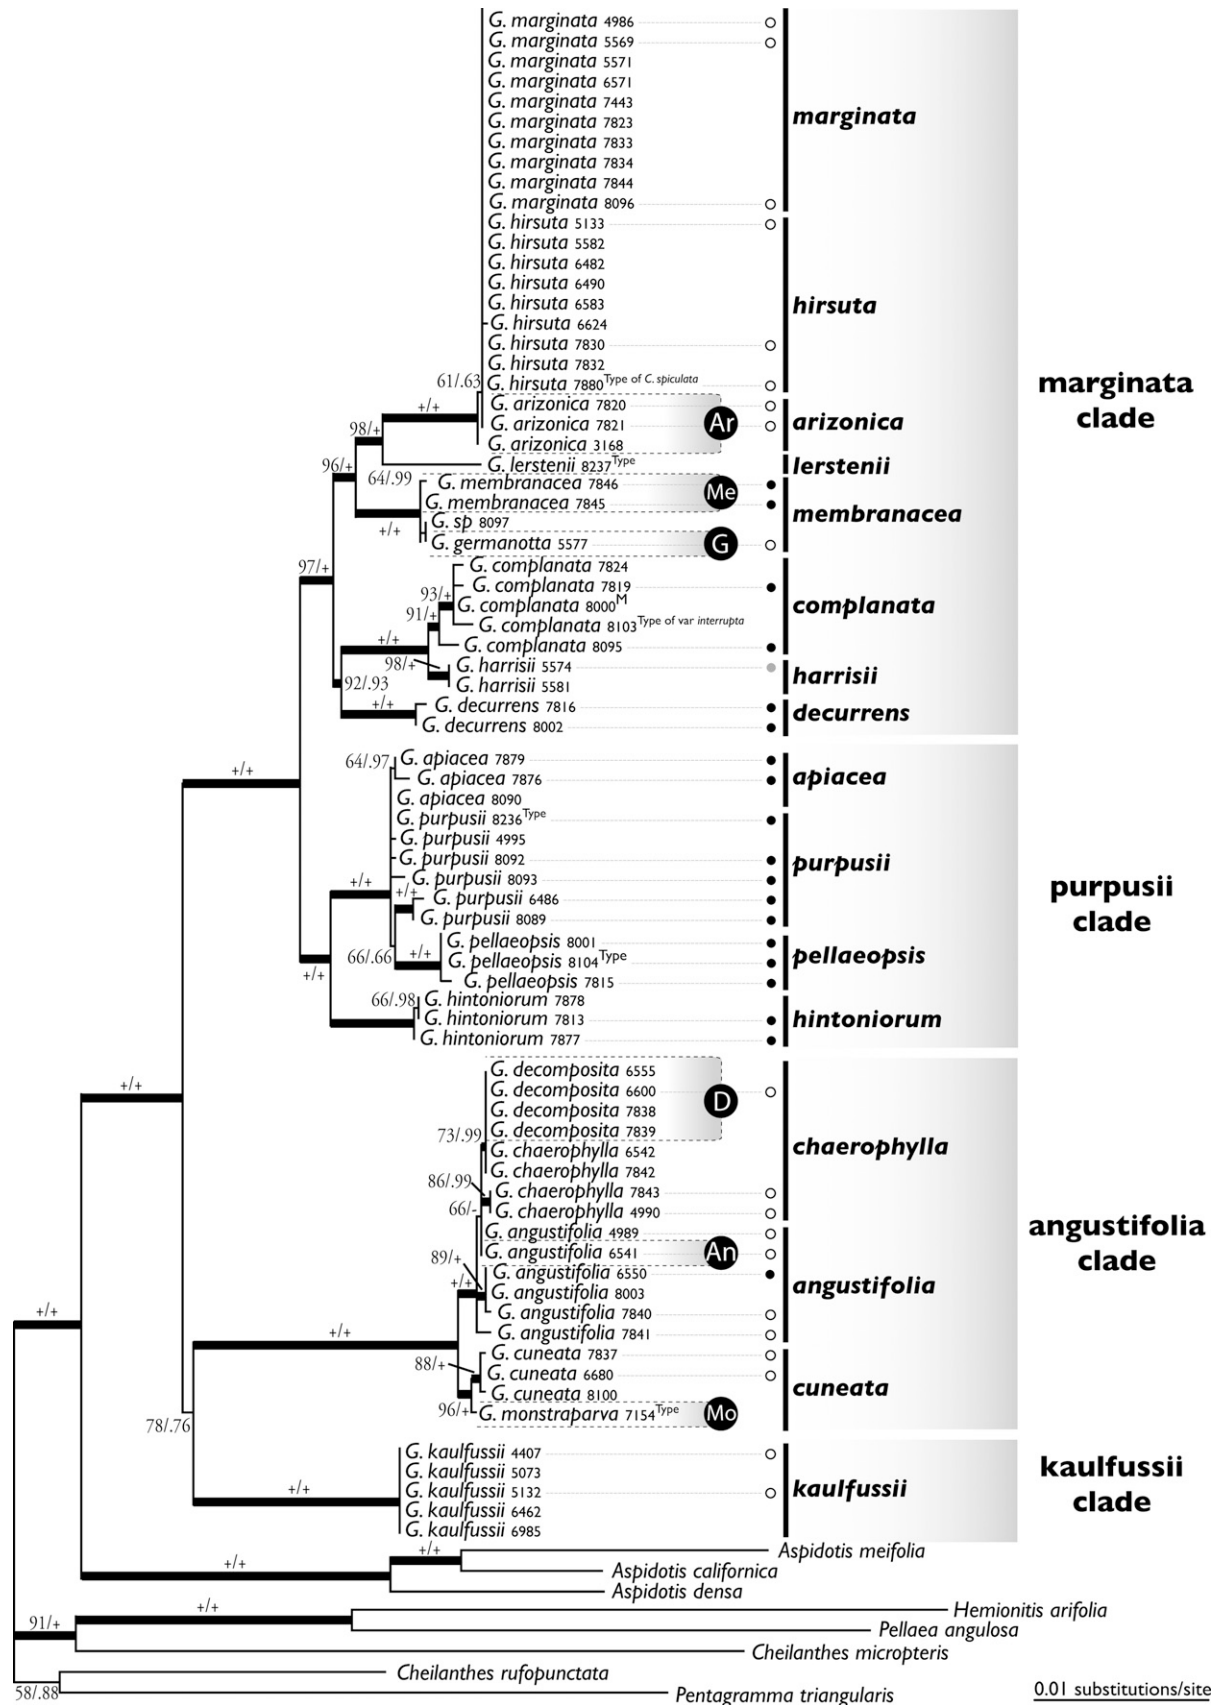 G. marginata 4986
G. marginata 5569
G. marginata 5571
G. marginata 6571
G. marginata 7443
G. marginata 7823
G. marginata 7833
G. marginata 7834
G. marginata 7844
G. marginata 8096
marginata
G. hirsuta 5133
G. hirsuta 5582
G. hirsuta 6482
G. hirsuta 6490
G. hirsuta 6583
G. hirsuta 6624
G. hirsuta 7830
G. hirsuta 7832
61/.63
G. hirsuta 7880 Type of C. spiculata
hirsuta
+/+
G. arizonica 7820
G. arizonica 7821
G. arizonica 3168
Ar
arizonica
marginata
clade
98/+
G. lerstenii 8237 Type
lerstenii
96/+
64/.99
G. membranacea 7846
G. membranacea 7845
Me
+/+
G. sp 8097
G. germanotta 5577
G
membranacea
97/+
G. complanata 7824
G. complanata 7819
93/+
G. complanata 8000 M
91/+
G. complanata 8103 Type of var interrupta
+/+
G. complanata 8095
complanata
98/+
G. harrisii 5574
G. harrisii 5581
harrisii
92/.93
+/+
G. decurrens 7816
G. decurrens 8002
decurrens
+/+
64/.97
G. apiacea 7879
G. apiacea 7876
G. apiacea 8090
apiacea
G. purpusii 8236 Type
G. purpusii 4995
G. purpusii 8092
+/+
G. purpusii 8093
+/+
G. purpusii 6486
G. purpusii 8089
purpusii
purpusii
clade
66/.66
+/+
G. pellaeopsis 8001
G. pellaeopsis 8104 Type
G. pellaeopsis 7815
pellaeopsis
+/+
66/.98
G. hintoniorum 7878
G. hintoniorum 7813
G. hintoniorum 7877
hintoniorum
+/+
G. decomposita 6555
G. decomposita 6600
G. decomposita 7838
G. decomposita 7839
D
73/.99
G. chaerophylla 6542
G. chaerophylla 7842
86/.99
G. chaerophylla 7843
G. chaerophylla 4990
chaerophylla
66/-
G. angustifolia 4989
G. angustifolia 6541
An
89/+
G. angustifolia 6550
+/+
G. angustifolia 8003
G. angustifolia 7840
G. angustifolia 7841
angustifolia
angustifolia
clade
+/+
+/+
88/+
G. cuneata 7837
G. cuneata 6680
G. cuneata 8100
96/+
G. monstraparva 7154 Type
Mo
cuneata
78/.76
+/+
G. kaulfussii 4407
G. kaulfussii 5073
G. kaulfussii 5132
G. kaulfussii 6462
G. kaulfussii 6985
kaulfussii
kaulfussii
clade
+/+
+/+
Aspidotis meifolia
Aspidotis californica
Aspidotis densa
91/+
+/+
Hemionitis arifolia
Pellaea angulosa
Cheilanthes micropteris
58/.88
Cheilanthes rufopunctata
Pentagramma triangularis
0.01 substitutions/site